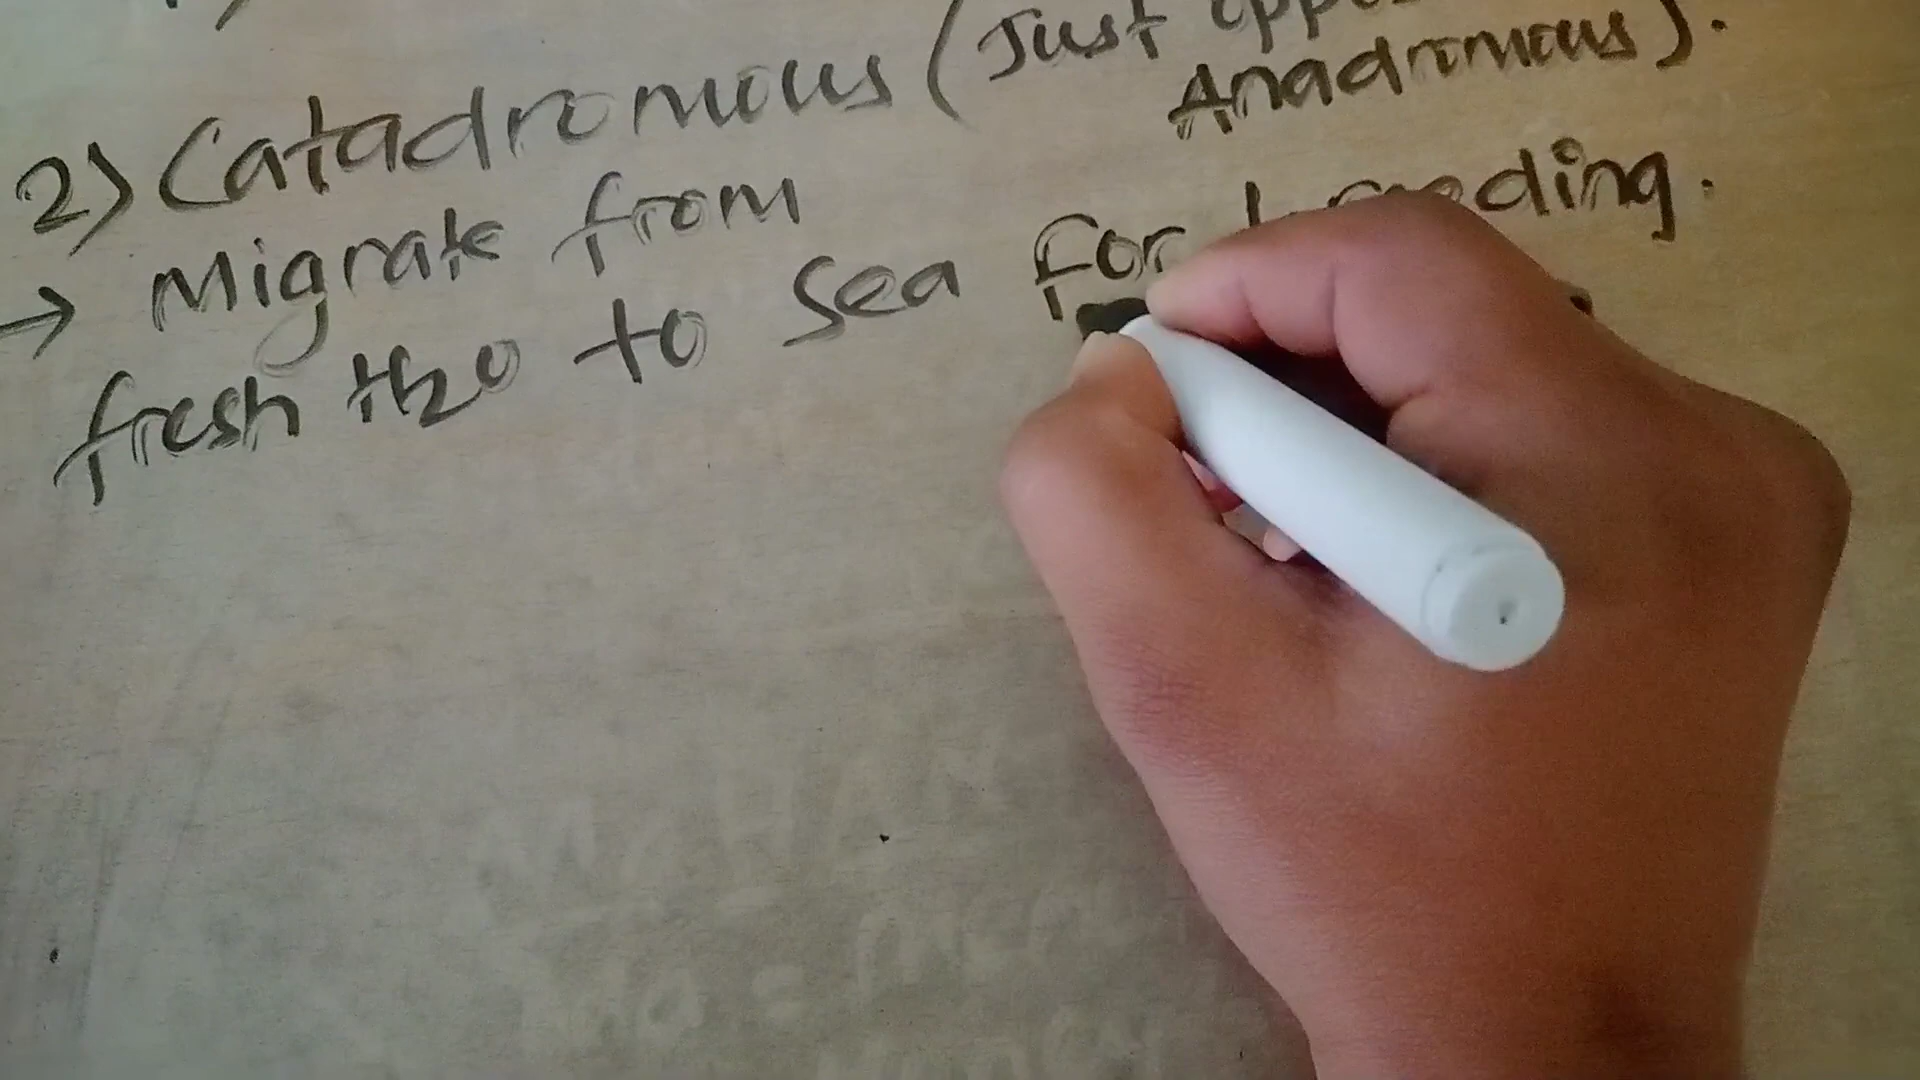 2) Catadromous (Just
Anadromous).
→ Migrate from
fresh H2O to sea for breeding.